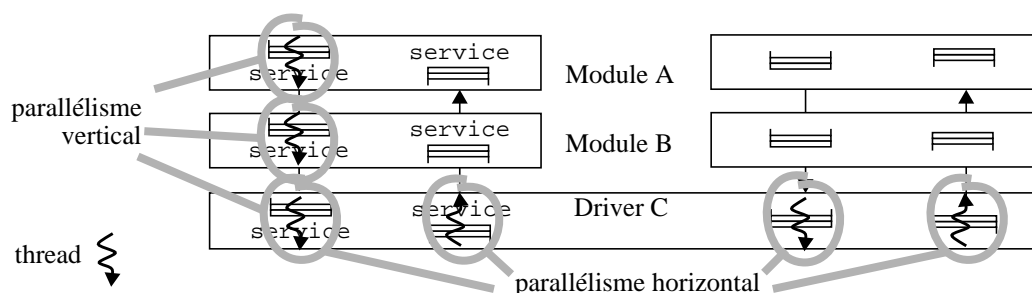 service
service
Module A
parallélisme
vertical
service
service
Module B
service
service
Driver C
thread
parallélisme horizontal